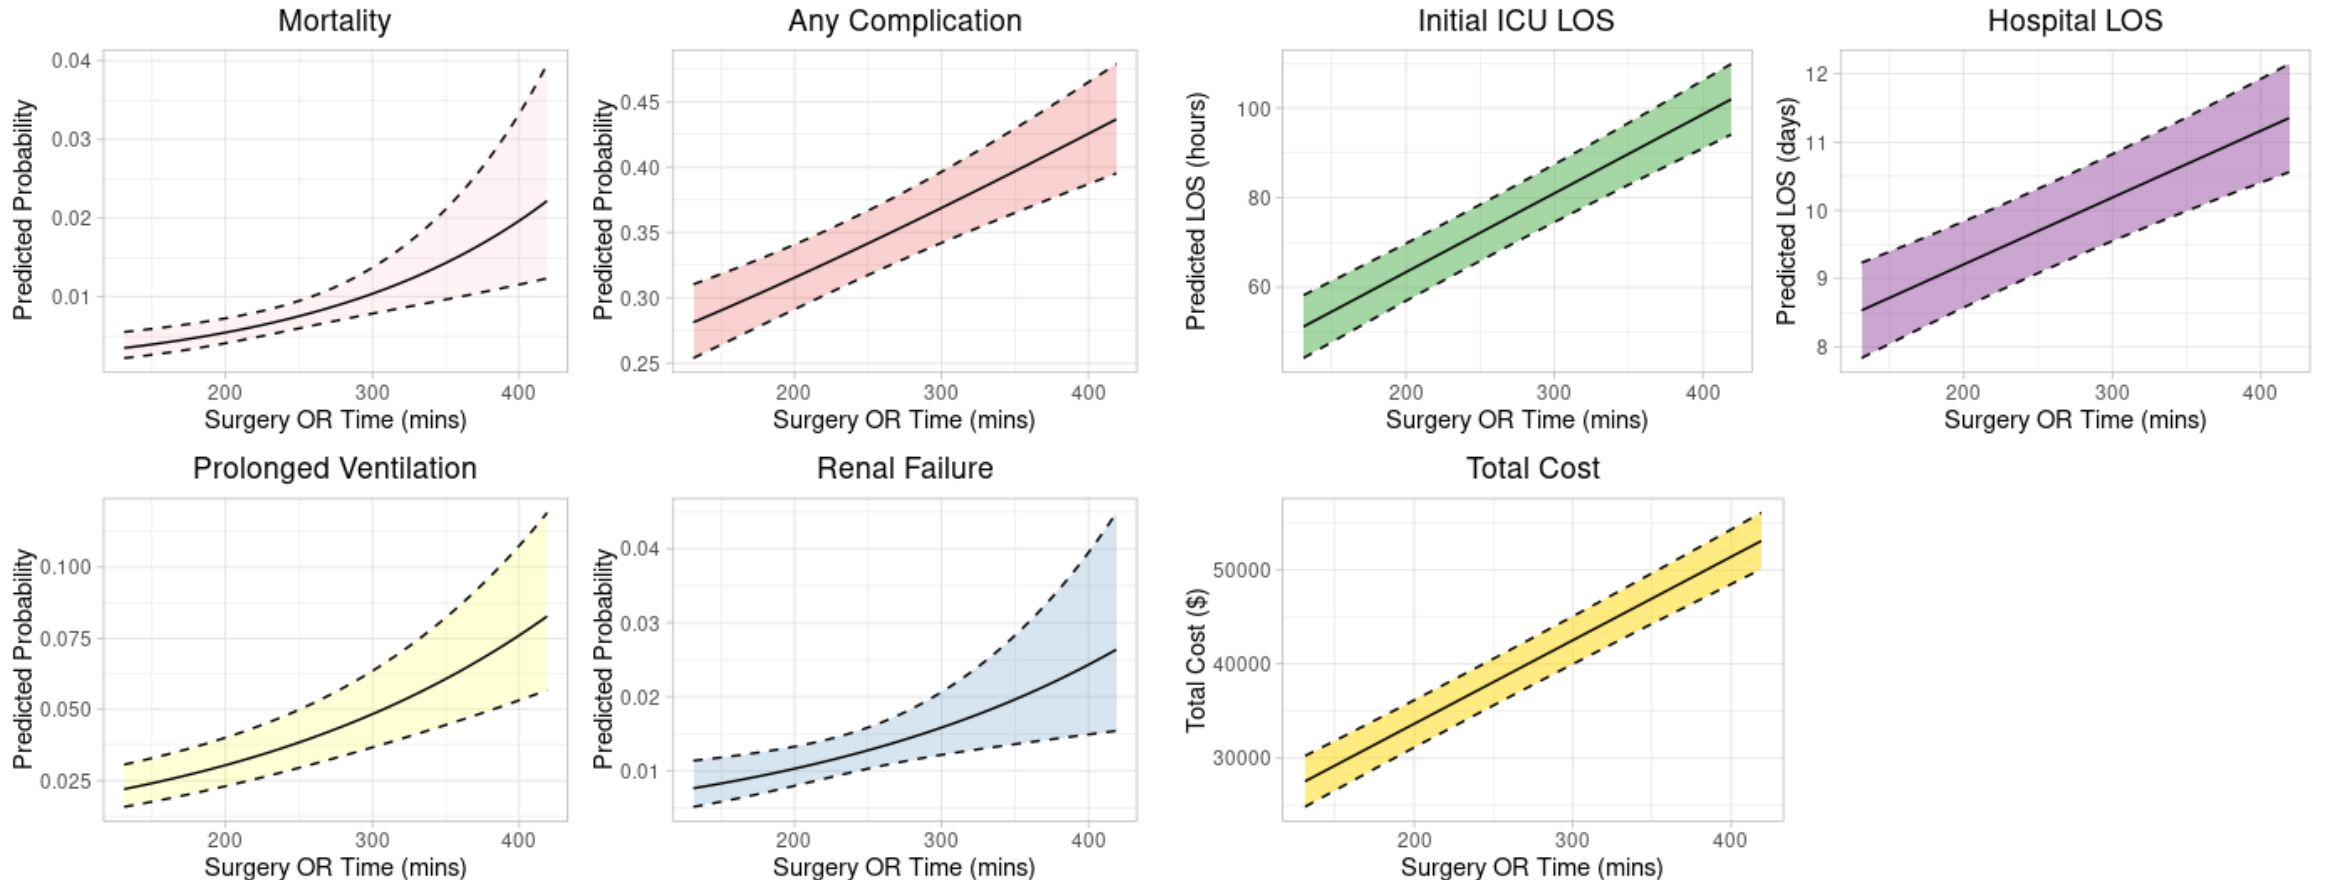 Mortality
Predicted Probability
0.04
0.03
0.02
0.01
200 300 400
Surgery OR Time (mins)
Any Complication
Predicted Probability
0.45
0.40
0.35
0.30
0.25
200 300 400
Surgery OR Time (mins)
Initial ICU LOS
Predicted LOS (hours)
100
80
60
200 300 400
Surgery OR Time (mins)
Hospital LOS
Predicted LOS (days)
12
11
10
9
8
200 300 400
Surgery OR Time (mins)
Prolonged Ventilation
Predicted Probability
0.100
0.075
0.050
0.025
200 300 400
Surgery OR Time (mins)
Renal Failure
Predicted Probability
0.04
0.03
0.02
0.01
200 300 400
Surgery OR Time (mins)
Total Cost
Total Cost ($)
50000
40000
30000
200 300 400
Surgery OR Time (mins)